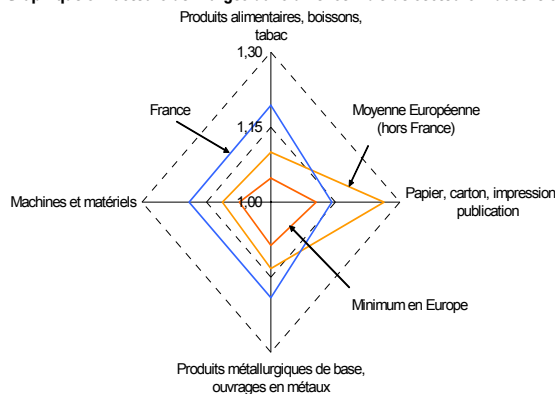 Produits alimentaires, boissons,
tabac
1,30
France
Moyenne Européenne
(hors France)
1,15
Machines et matériels
1,00
Papier, carton, impression
publication
Minimum en Europe
Produits métallurgiques de base,
ouvrages en métaux